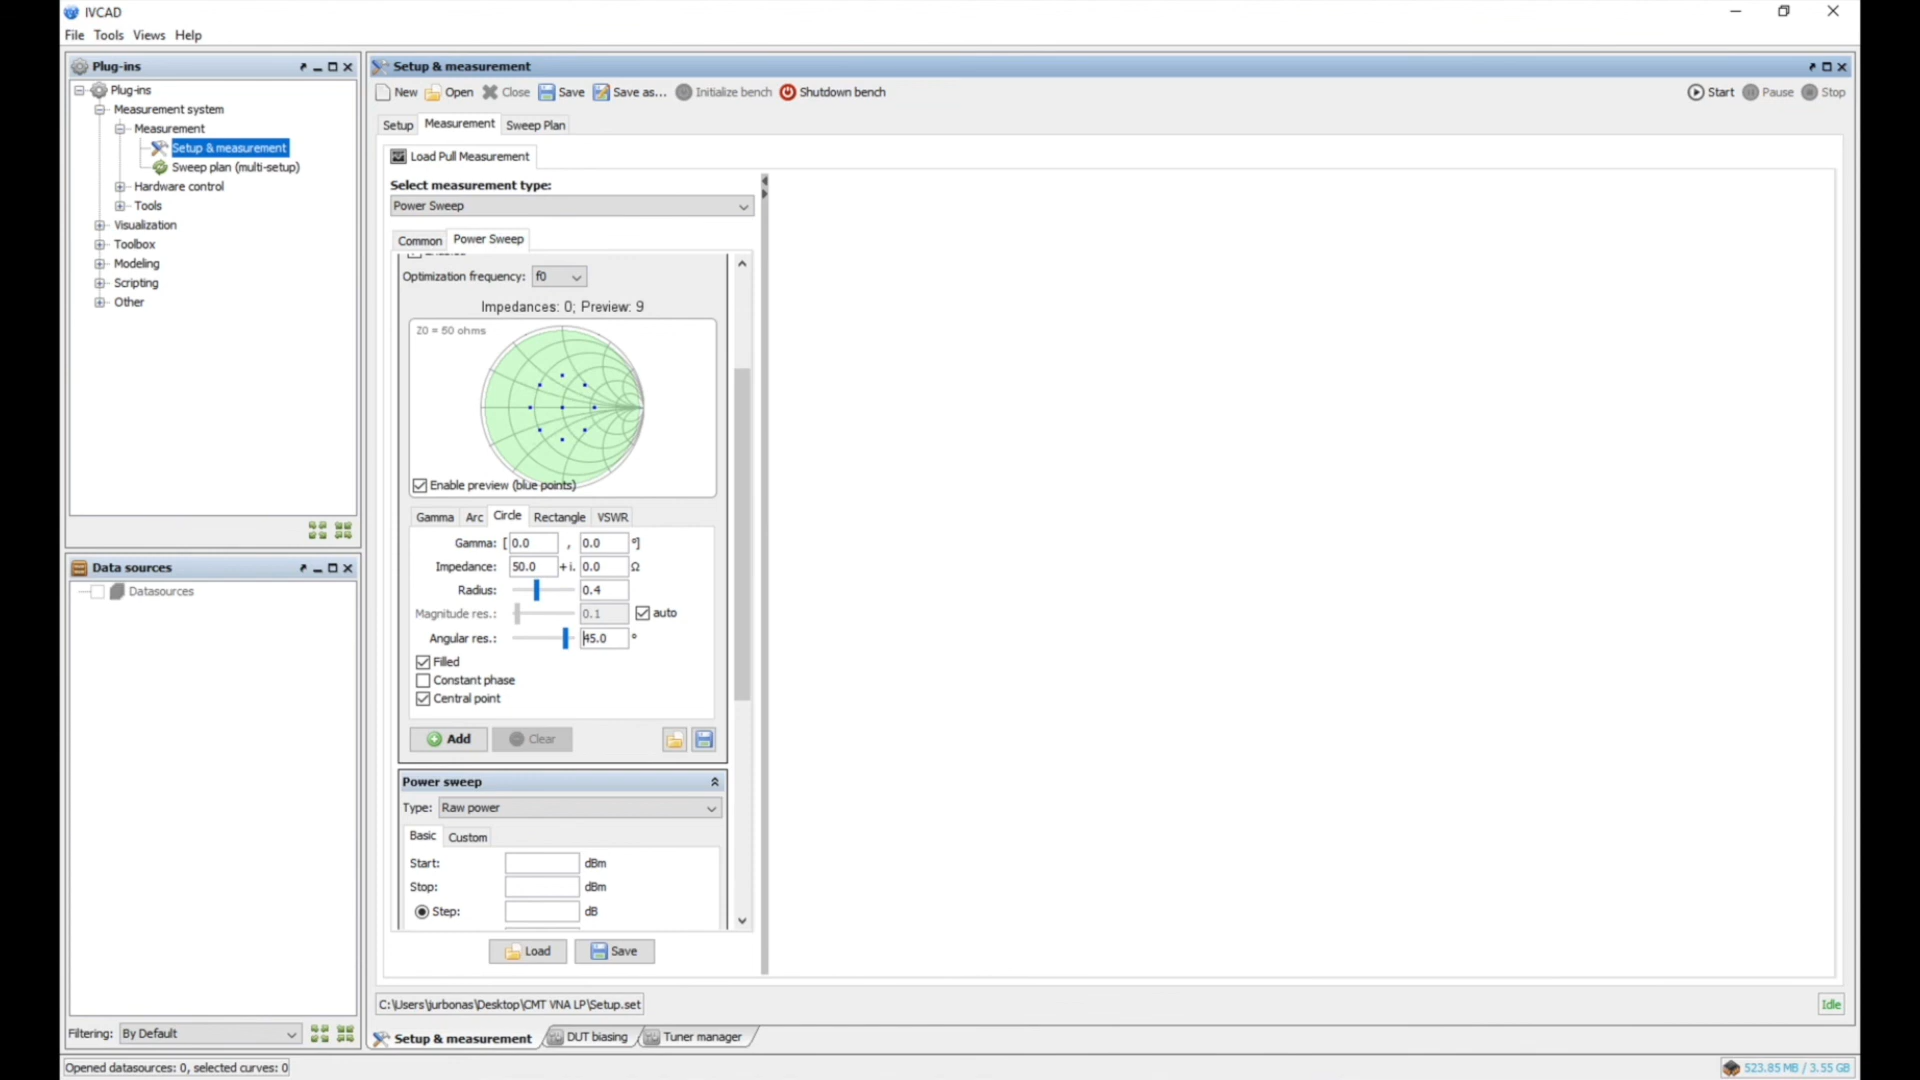 IVCAD
File Tools Views Help
Plug-ins
Plug-ins
Measurement system
Measurement
Setup & measurement
Sweep plan (multi-setup)
Hardware control
Tools
Visualization
Toolbox
Modeling
Scripting
Other
Data sources
Datasources
Filtering: By Default
Opened datasources: 0, selected curves: 0
Setup & measurement
New Open Close Save Save as... Initialize bench Shutdown bench Start Pause Stop
Setup Measurement Sweep Plan
Load Pull Measurement
Select measurement type:
Power Sweep
Common Power Sweep
Optimization frequency: f0
Impedances: 0; Preview: 9
Z0 = 50 ohms
Enable preview (blue points)
Gamma Arc Circle Rectangle VSWR
Gamma: [ 0.0 , 0.0 °]
Impedance: 50.0 +i. 0.0 Ω
Radius: 0.4
Magnitude res.: 0.1 auto
Angular res.: 45.0 °
Filled
Constant phase
Central point
Add Clear
Power sweep
Type: Raw power
Basic Custom
Start: dBm
Stop: dBm
Step: dB
Load Save
C:\Users\jurbonas\Desktop\CMT VNA LP\Setup.set
Idle
Setup & measurement DUT biasing Tuner manager
523.85 MB / 3.55 GB